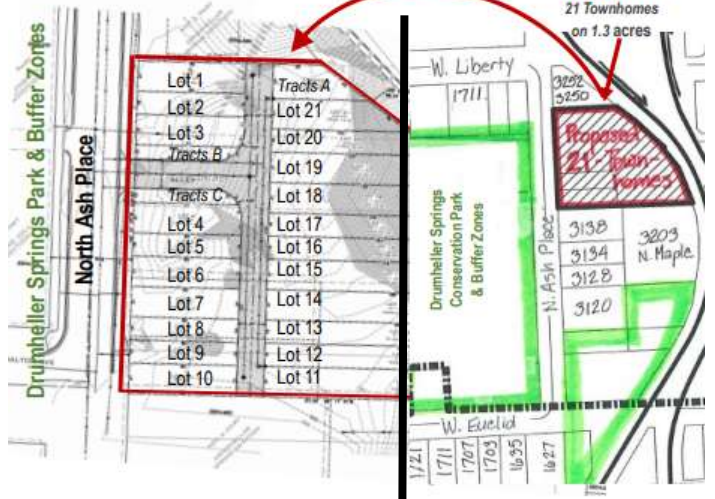 21 Townhomes
on 1.3 acres
Drumheller Springs Park & Buffer Zones
North Ash Place
Lot 1
Lot 2
Lot 3
Tracts B
Tracts C
Lot 4
Lot 5
Lot 6
Lot 7
Lot 8
Lot 9
Lot 10
Tracts A
Lot 21
Lot 20
Lot 19
Lot 18
Lot 17
Lot 16
Lot 15
Lot 14
Lot 13
Lot 12
Lot 11
W. Liberty
1711
3252
3250
Proposed
21-Town-
homes
Drumheller Springs
Conservation Park
& Buffer Zones
N. Ash Place
3138
3134
3128
3120
3203
N. Maple
W. Euclid
1711
1707
1703
1635
1627